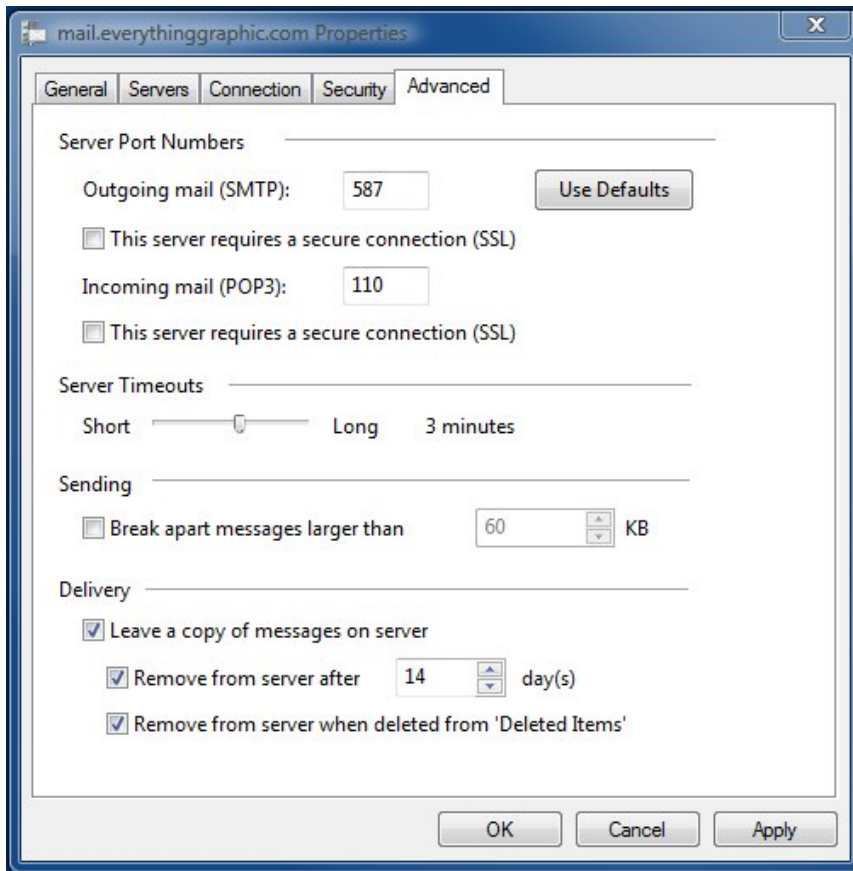 mail.everythinggraphic.com Properties
General Servers Connection Security Advanced
Server Port Numbers
Outgoing mail (SMTP): 587 Use Defaults
This server requires a secure connection (SSL)
Incoming mail (POP3): 110
This server requires a secure connection (SSL)
Server Timeouts
Short Long 3 minutes
Sending
Break apart messages larger than 60 KB
Delivery
Leave a copy of messages on server
Remove from server after 14 day(s)
Remove from server when deleted from 'Deleted Items'
OK Cancel Apply